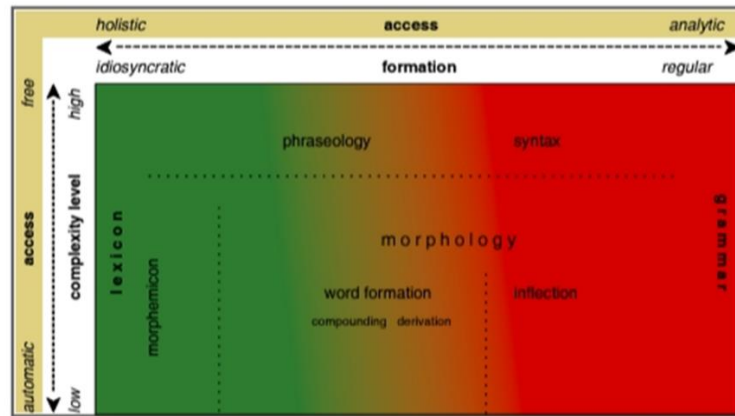 holistic access analytic
idiosyncratic formation regular
free
access
automatic
high
complexity level
low
phraseology syntax
lexicon
morphemicon
morphology
word formation inflection
compounding derivation
grammar